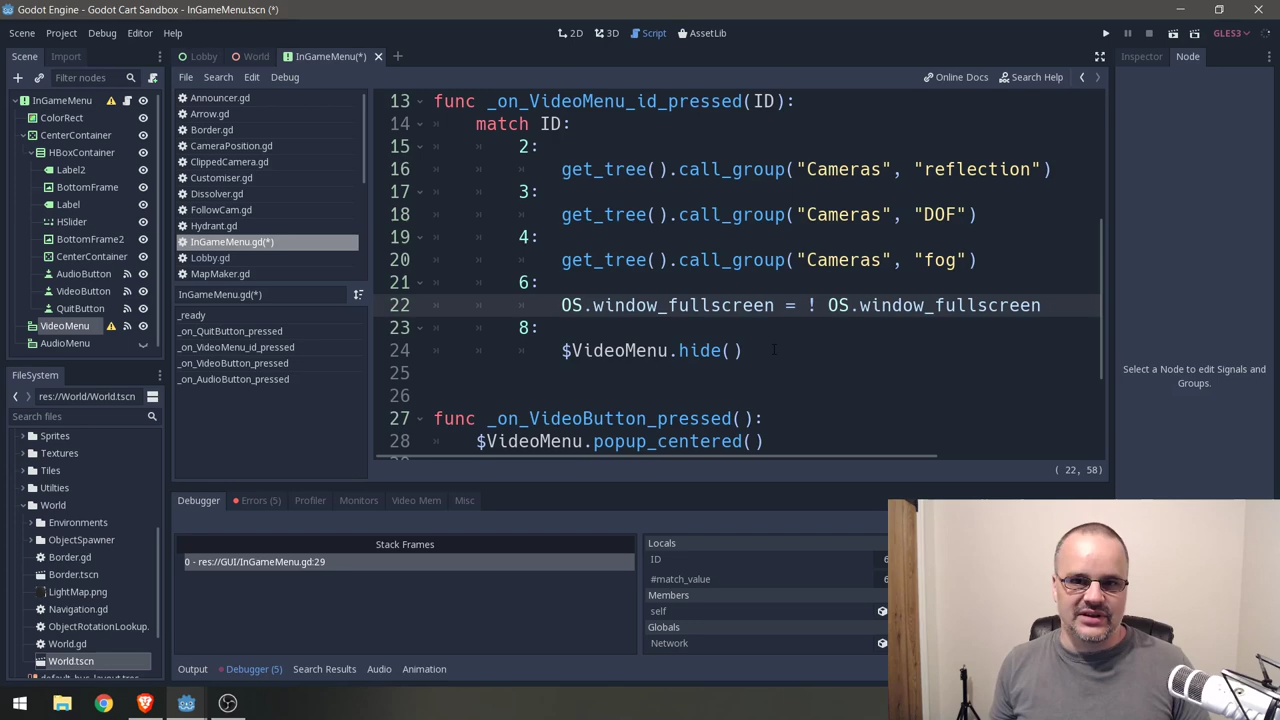 Godot Engine - Godot Cart Sandbox - InGameMenu.tscn (*)
Scene Project Debug Editor Help
2D 3D Script AssetLib
GLES3
Scene Import
Filter nodes
InGameMenu
ColorRect
CenterContainer
HBoxContainer
Label2
BottomFrame
Label
HSlider
BottomFrame2
CenterContainer
AudioButton
VideoButton
QuitButton
VideoMenu
AudioMenu
FileSystem
res://World/World.tscn
Search files
Sprites
Textures
Tiles
Utilties
World
Environments
ObjectSpawner
Border.gd
Border.tscn
LightMap.png
Navigation.gd
ObjectRotationLookup.
World.gd
World.tscn
default_bus_layout.tres
Lobby World InGameMenu(*)
File Search Edit Debug
Online Docs Search Help
Announcer.gd
Arrow.gd
Border.gd
CameraPosition.gd
ClippedCamera.gd
Customiser.gd
Dissolver.gd
FollowCam.gd
Hydrant.gd
InGameMenu.gd(*)
Lobby.gd
MapMaker.gd
InGameMenu.gd(*)
_ready
_on_QuitButton_pressed
_on_VideoMenu_id_pressed
_on_VideoButton_pressed
_on_AudioButton_pressed
13 func _on_VideoMenu_id_pressed(ID):
14 match ID:
15 2:
16 get_tree().call_group("Cameras", "reflection")
17 3:
18 get_tree().call_group("Cameras", "DOF")
19 4:
20 get_tree().call_group("Cameras", "fog")
21 6:
22 OS.window_fullscreen = ! OS.window_fullscreen
23 8:
24 $VideoMenu.hide()
25
26
27 func _on_VideoButton_pressed():
28 $VideoMenu.popup_centered()
( 22, 58)
Debugger Errors (5) Profiler Monitors Video Mem Misc
Stack Frames
0 - res://GUI/InGameMenu.gd:29
Locals
ID 6
#match_value 6
Members
self
Globals
Network
Output Debugger (5) Search Results Audio Animation
Inspector Node
Select a Node to edit Signals and
Groups.